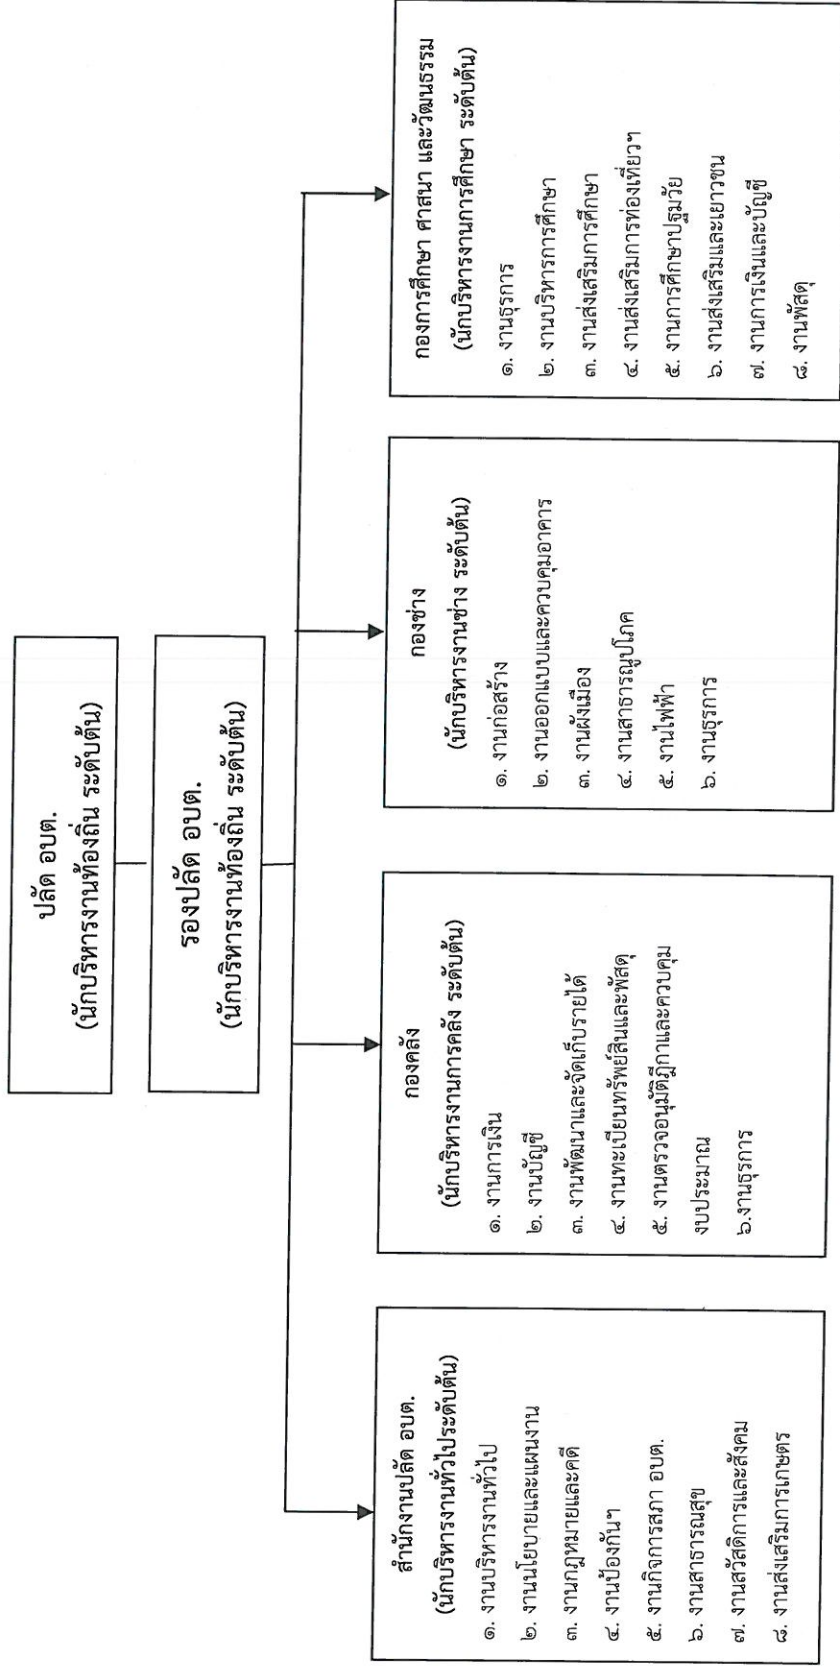 ปลัด อบต.
(นักบริหารงานท้องถิ่น ระดับต้น)
รองปลัด อบต.
(นักบริหารงานท้องถิ่น ระดับต้น)
สำนักงานปลัด อบต.
(นักบริหารงานทั่วไประดับต้น)
๑. งานบริหารงานทั่วไป
๒. งานนโยบายและแผนงาน
๓. งานกฎหมายและคดี
๔. งานป้องกันฯ
๕. งานกิจการสภา อบต.
๖. งานสาธารณสุข
๗. งานสวัสดิการและสังคม
๘. งานส่งเสริมการเกษตร
กองคลัง
(นักบริหารงานการคลัง ระดับต้น)
๑. งานการเงิน
๒. งานบัญชี
๓. งานพัฒนาและจัดเก็บรายได้
๔. งานทะเบียนทรัพย์สินและพัสดุ
๕. งานตรวจอนุมัติฎีกาและควบคุม
งบประมาณ
๖.งานธุรการ
กองช่าง
(นักบริหารงานช่าง ระดับต้น)
๑. งานก่อสร้าง
๒. งานออกแบบและควบคุมอาคาร
๓. งานผังเมือง
๔. งานสาธารณูปโภค
๕. งานไฟฟ้า
๖. งานธุรการ
กองการศึกษา ศาสนา และวัฒนธรรม
(นักบริหารงานการศึกษา ระดับต้น)
๑. งานธุรการ
๒. งานบริหารการศึกษา
๓. งานส่งเสริมการศึกษา
๔. งานส่งเสริมการท่องเที่ยวฯ
๕. งานการศึกษาปฐมวัย
๖. งานส่งเสริมและเยาวชน
๗. งานการเงินและบัญชี
๘. งานพัสดุ